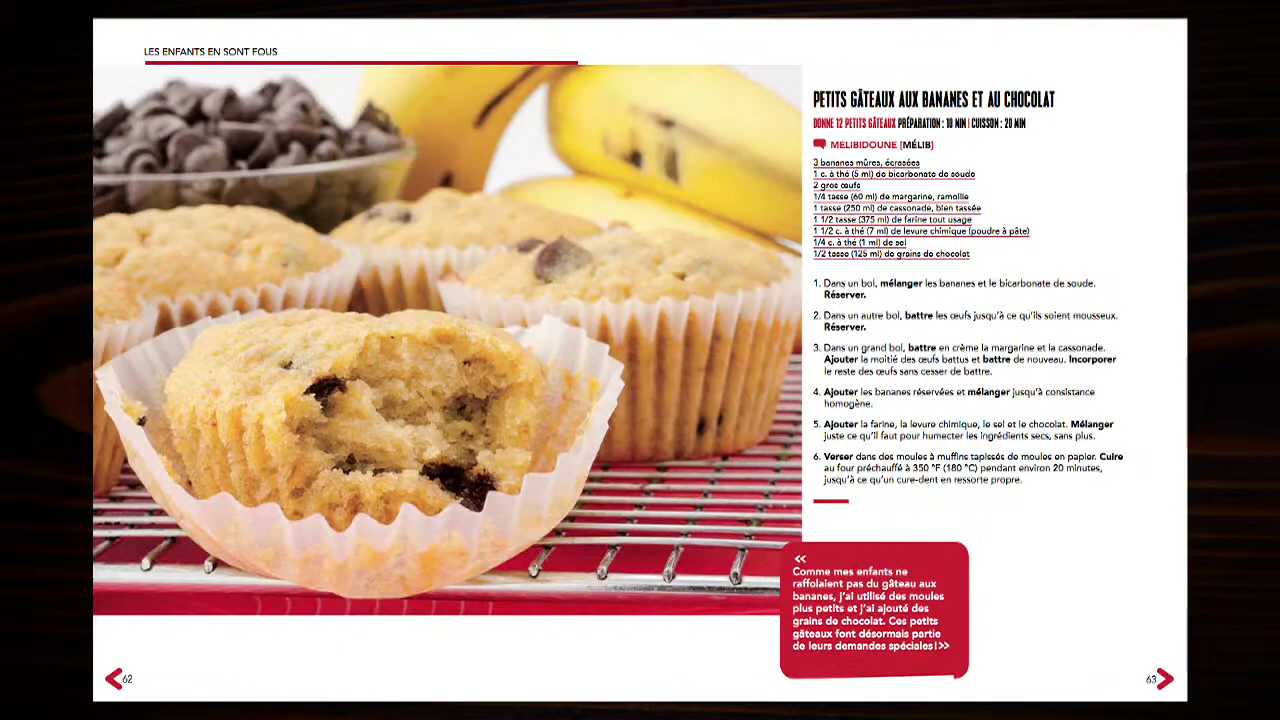 LES ENFANTS EN SONT FOUS
PETITS GÂTEAUX AUX BANANES ET AU CHOCOLAT
DONNE 12 PETITS GÂTEAUX PRÉPARATION : 10 MIN | CUISSON : 20 MIN
MELIBIDOUNE [MÉLIB]
3 bananes mûres, écrasées
1 c. à thé (5 ml) de bicarbonate de soude
2 gros œufs
1/4 tasse (60 ml) de margarine, ramollie
1 tasse (250 ml) de cassonade, bien tassée
1 1/2 tasse (375 ml) de farine tout usage
1 1/2 c. à thé (7 ml) de levure chimique (poudre à pâte)
1/4 c. à thé (1 ml) de sel
1/2 tasse (125 ml) de grains de chocolat
1. Dans un bol, mélanger les bananes et le bicarbonate de soude.
Réserver.
2. Dans un autre bol, battre les œufs jusqu'à ce qu'ils soient mousseux.
Réserver.
3. Dans un grand bol, battre en crème la margarine et la cassonade.
Ajouter la moitié des œufs battus et battre de nouveau. Incorporer
le reste des œufs sans cesser de battre.
4. Ajouter les bananes réservées et mélanger jusqu'à consistance
homogène.
5. Ajouter la farine, la levure chimique, le sel et le chocolat. Mélanger
juste ce qu'il faut pour humecter les ingrédients secs, sans plus.
6. Verser dans des moules à muffins tapissés de moules en papier. Cuire
au four préchauffé à 350 °F (180 °C) pendant environ 20 minutes,
jusqu'à ce qu'un cure-dent en ressorte propre.
«
Comme mes enfants ne
raffolaient pas du gâteau aux
bananes, j'ai utilisé des moules
plus petits et j'ai ajouté des
grains de chocolat. Ces petits
gâteaux font désormais partie
de leurs demandes spéciales ! »
62
63